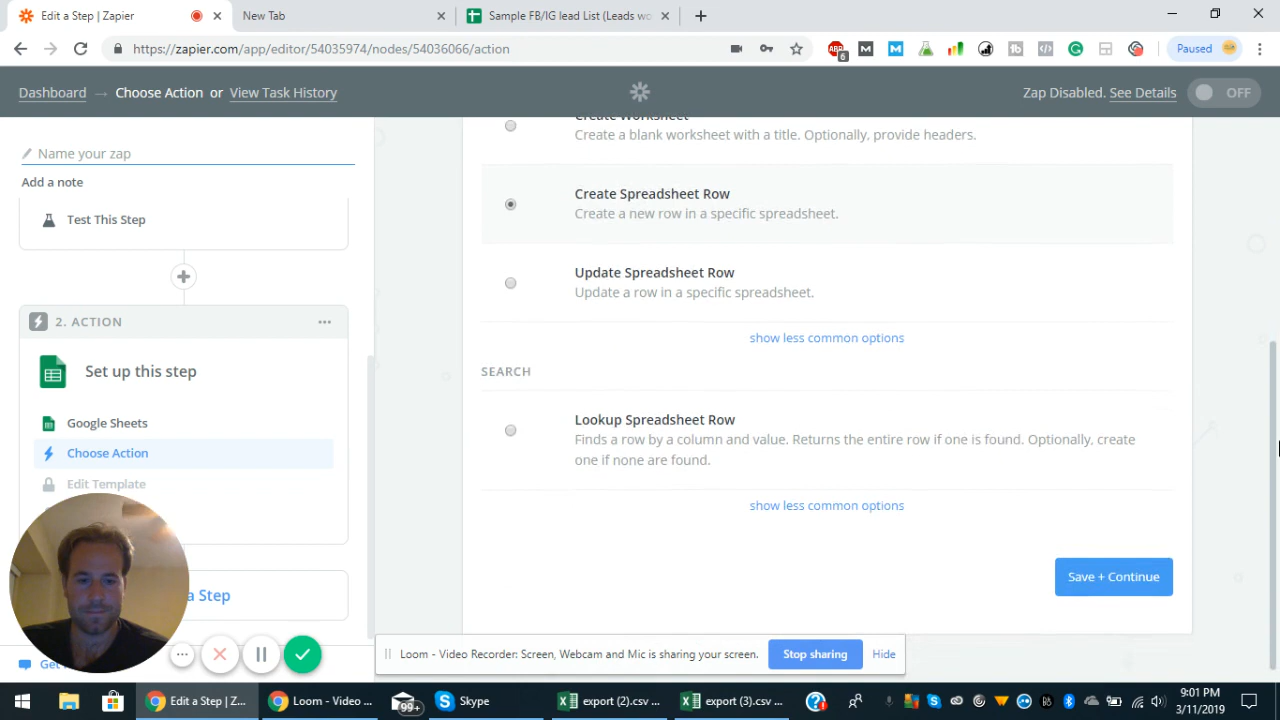 Edit a Step | Zapier
New Tab
Sample FB/IG lead List (Leads wo
https://zapier.com/app/editor/54035974/nodes/54036066/action
6
Paused
Dashboard → Choose Action or View Task History
Zap Disabled. See Details
OFF
Name your zap
Add a note
Test This Step
2. ACTION
Set up this step
Google Sheets
Choose Action
Edit Template
a Step
Create Worksheet
Create a blank worksheet with a title. Optionally, provide headers.
Create Spreadsheet Row
Create a new row in a specific spreadsheet.
Update Spreadsheet Row
Update a row in a specific spreadsheet.
show less common options
SEARCH
Lookup Spreadsheet Row
Finds a row by a column and value. Returns the entire row if one is found. Optionally, create
one if none are found.
show less common options
Save + Continue
Loom - Video Recorder: Screen, Webcam and Mic is sharing your screen.
Stop sharing
Hide
Edit a Step | Z...
Loom - Video ...
99+
Skype
export (2).csv ...
export (3).csv ...
9:01 PM
3/11/2019